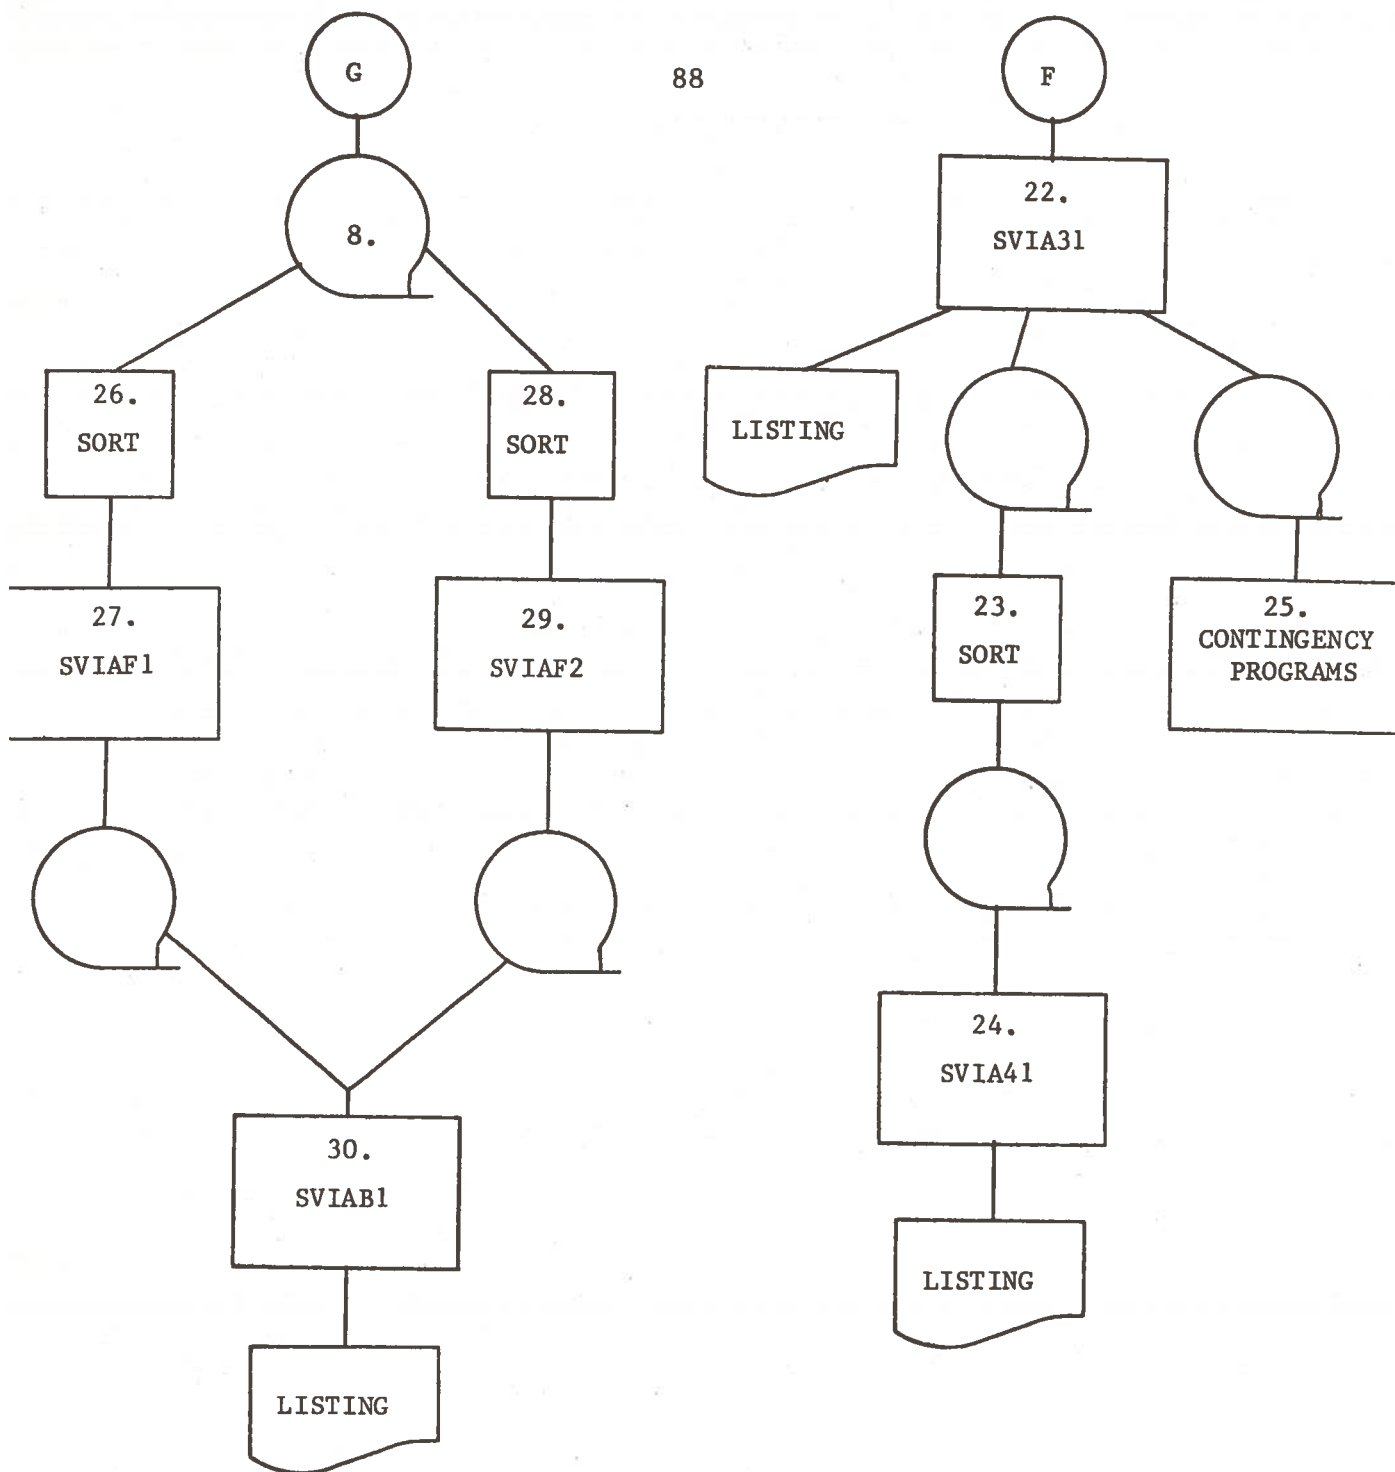 88
G
8.
26.
SORT
28.
SORT
27.
SVIAF1
29.
SVIAF2
30.
SVIAB1
LISTING
F
22.
SVIA31
LISTING
23.
SORT
25.
CONTINGENCY
PROGRAMS
24.
SVIA41
LISTING